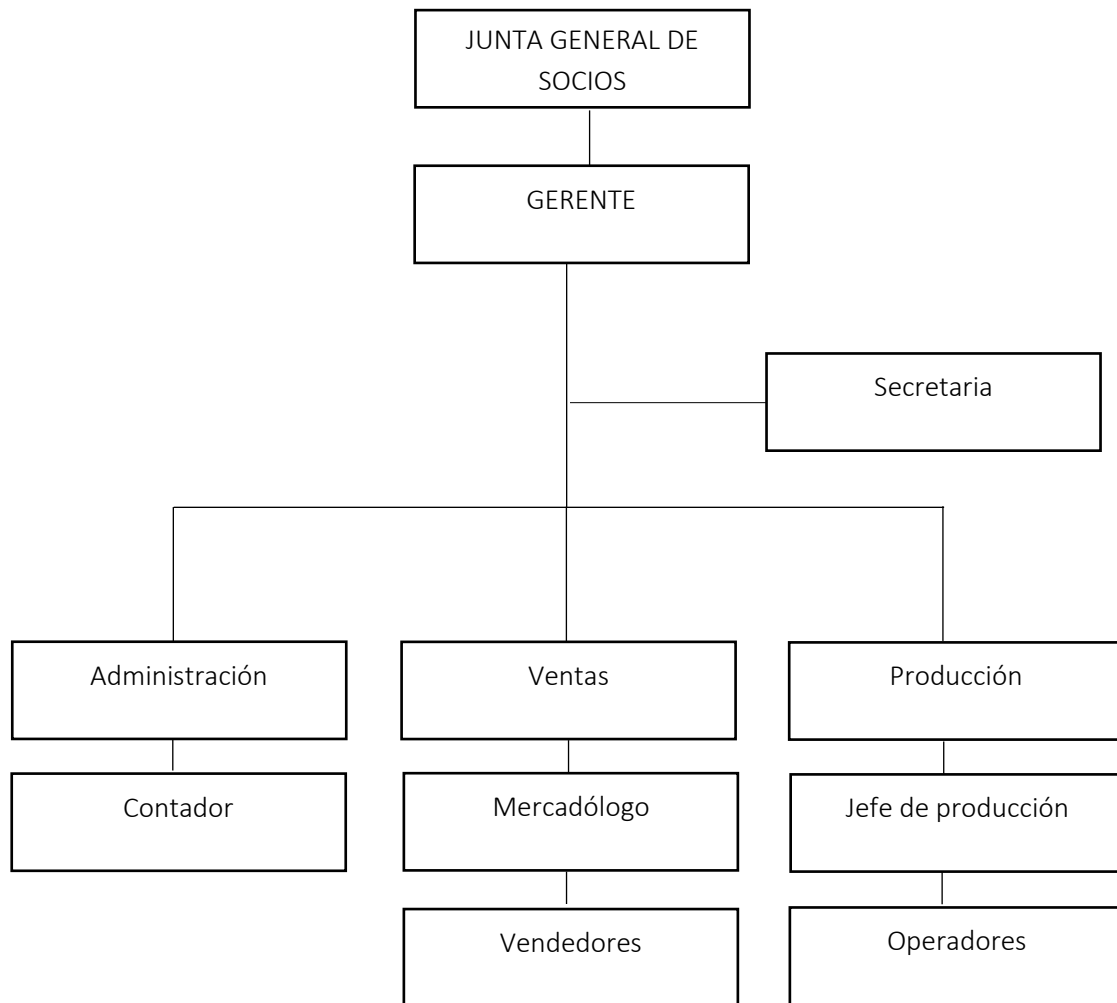 JUNTA GENERAL DE
SOCIOS
GERENTE
Secretaria
Administración
Ventas
Producción
Contador
Mercadólogo
Jefe de producción
Vendedores
Operadores